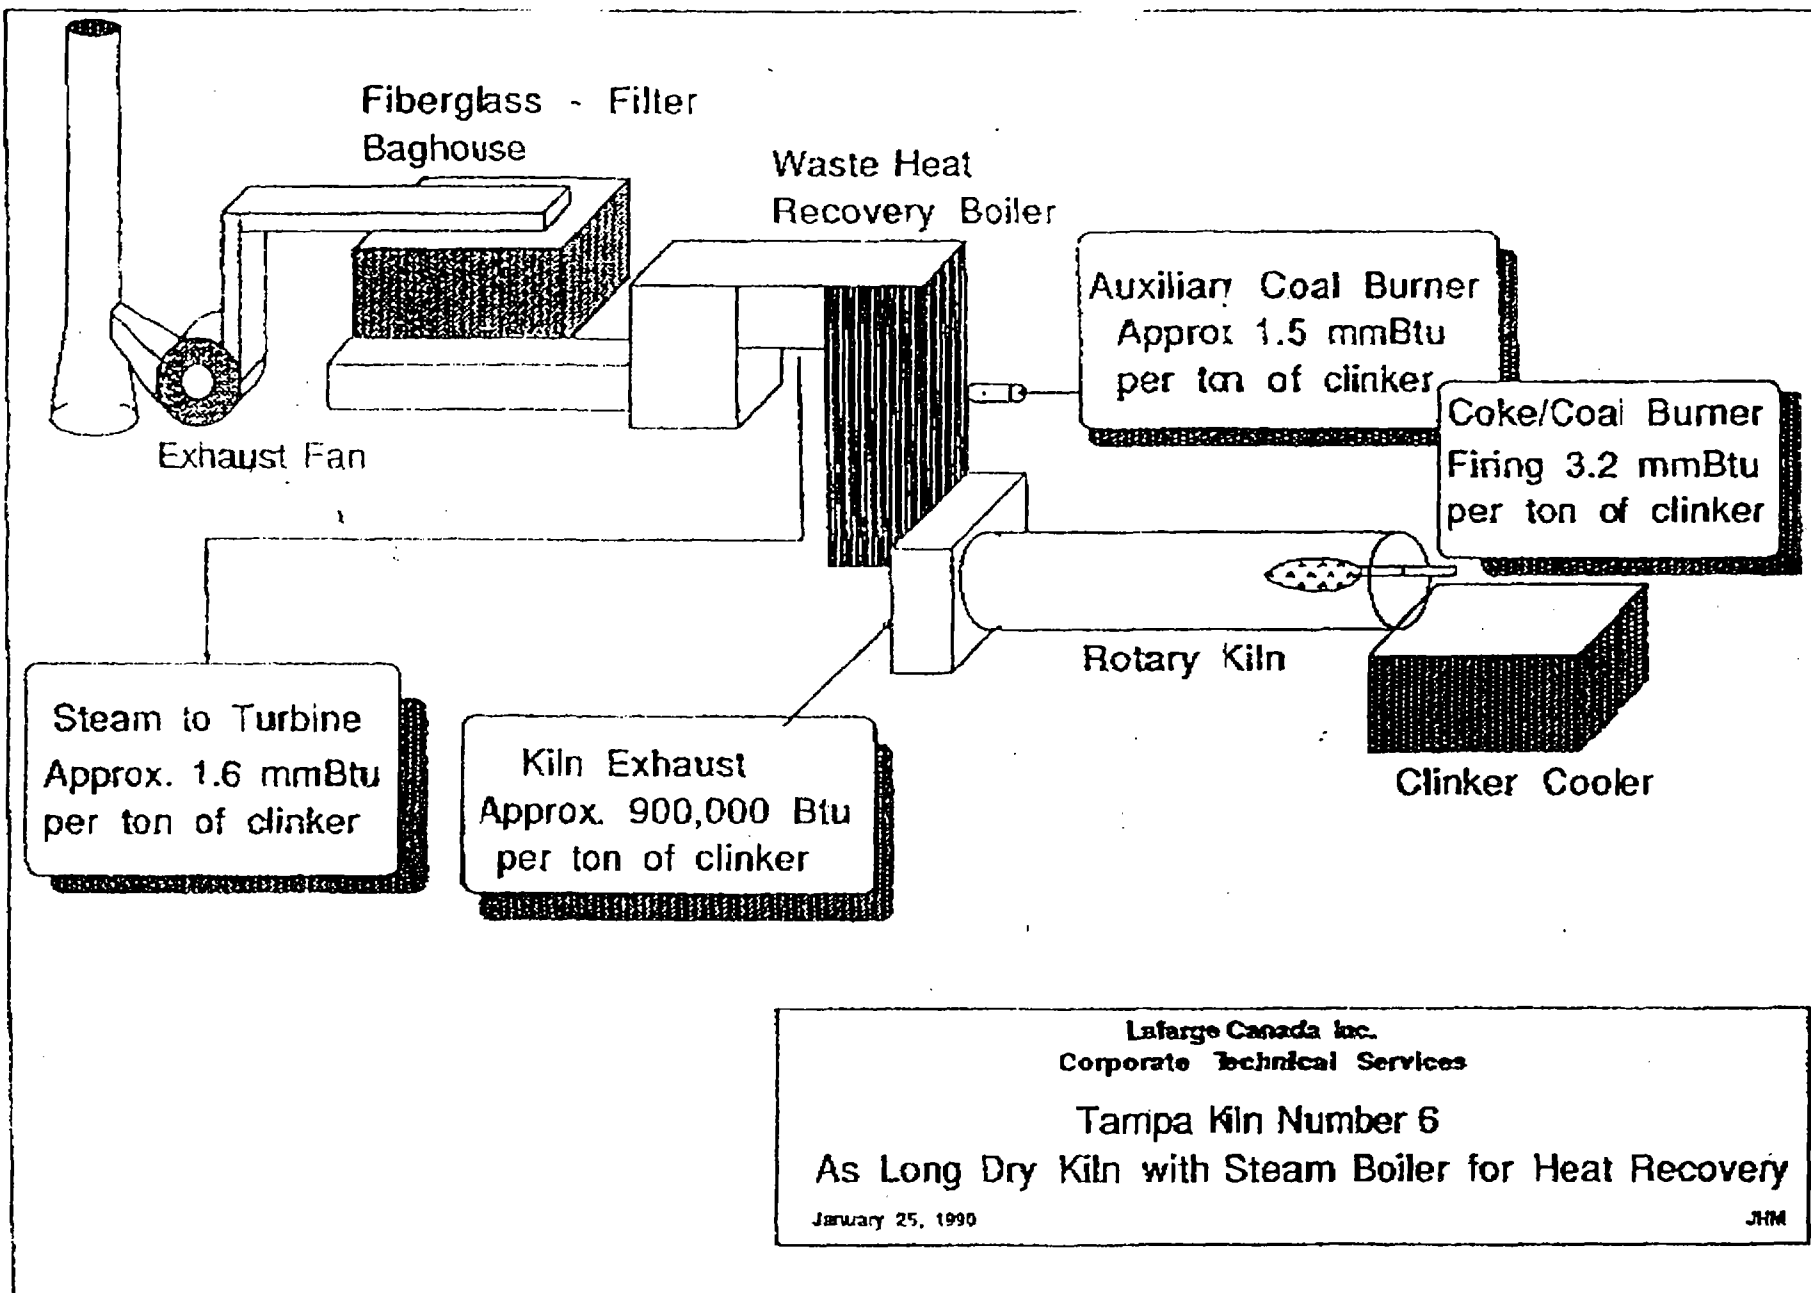 Fiberglass - Filter
Baghouse
Waste Heat
Recovery Boiler
Auxiliary Coal Burner
Approx 1.5 mmBtu
per ton of clinker
Coke/Coal Burner
Firing 3.2 mmBtu
per ton of clinker
Exhaust Fan
Rotary Kiln
Steam to Turbine
Approx. 1.6 mmBtu
per ton of clinker
Kiln Exhaust
Approx. 900,000 Btu
per ton of clinker
Clinker Cooler
Lafarge Canada Inc.
Corporate Technical Services
Tampa Kiln Number 6
As Long Dry Kiln with Steam Boiler for Heat Recovery
January 25, 1990 JHM